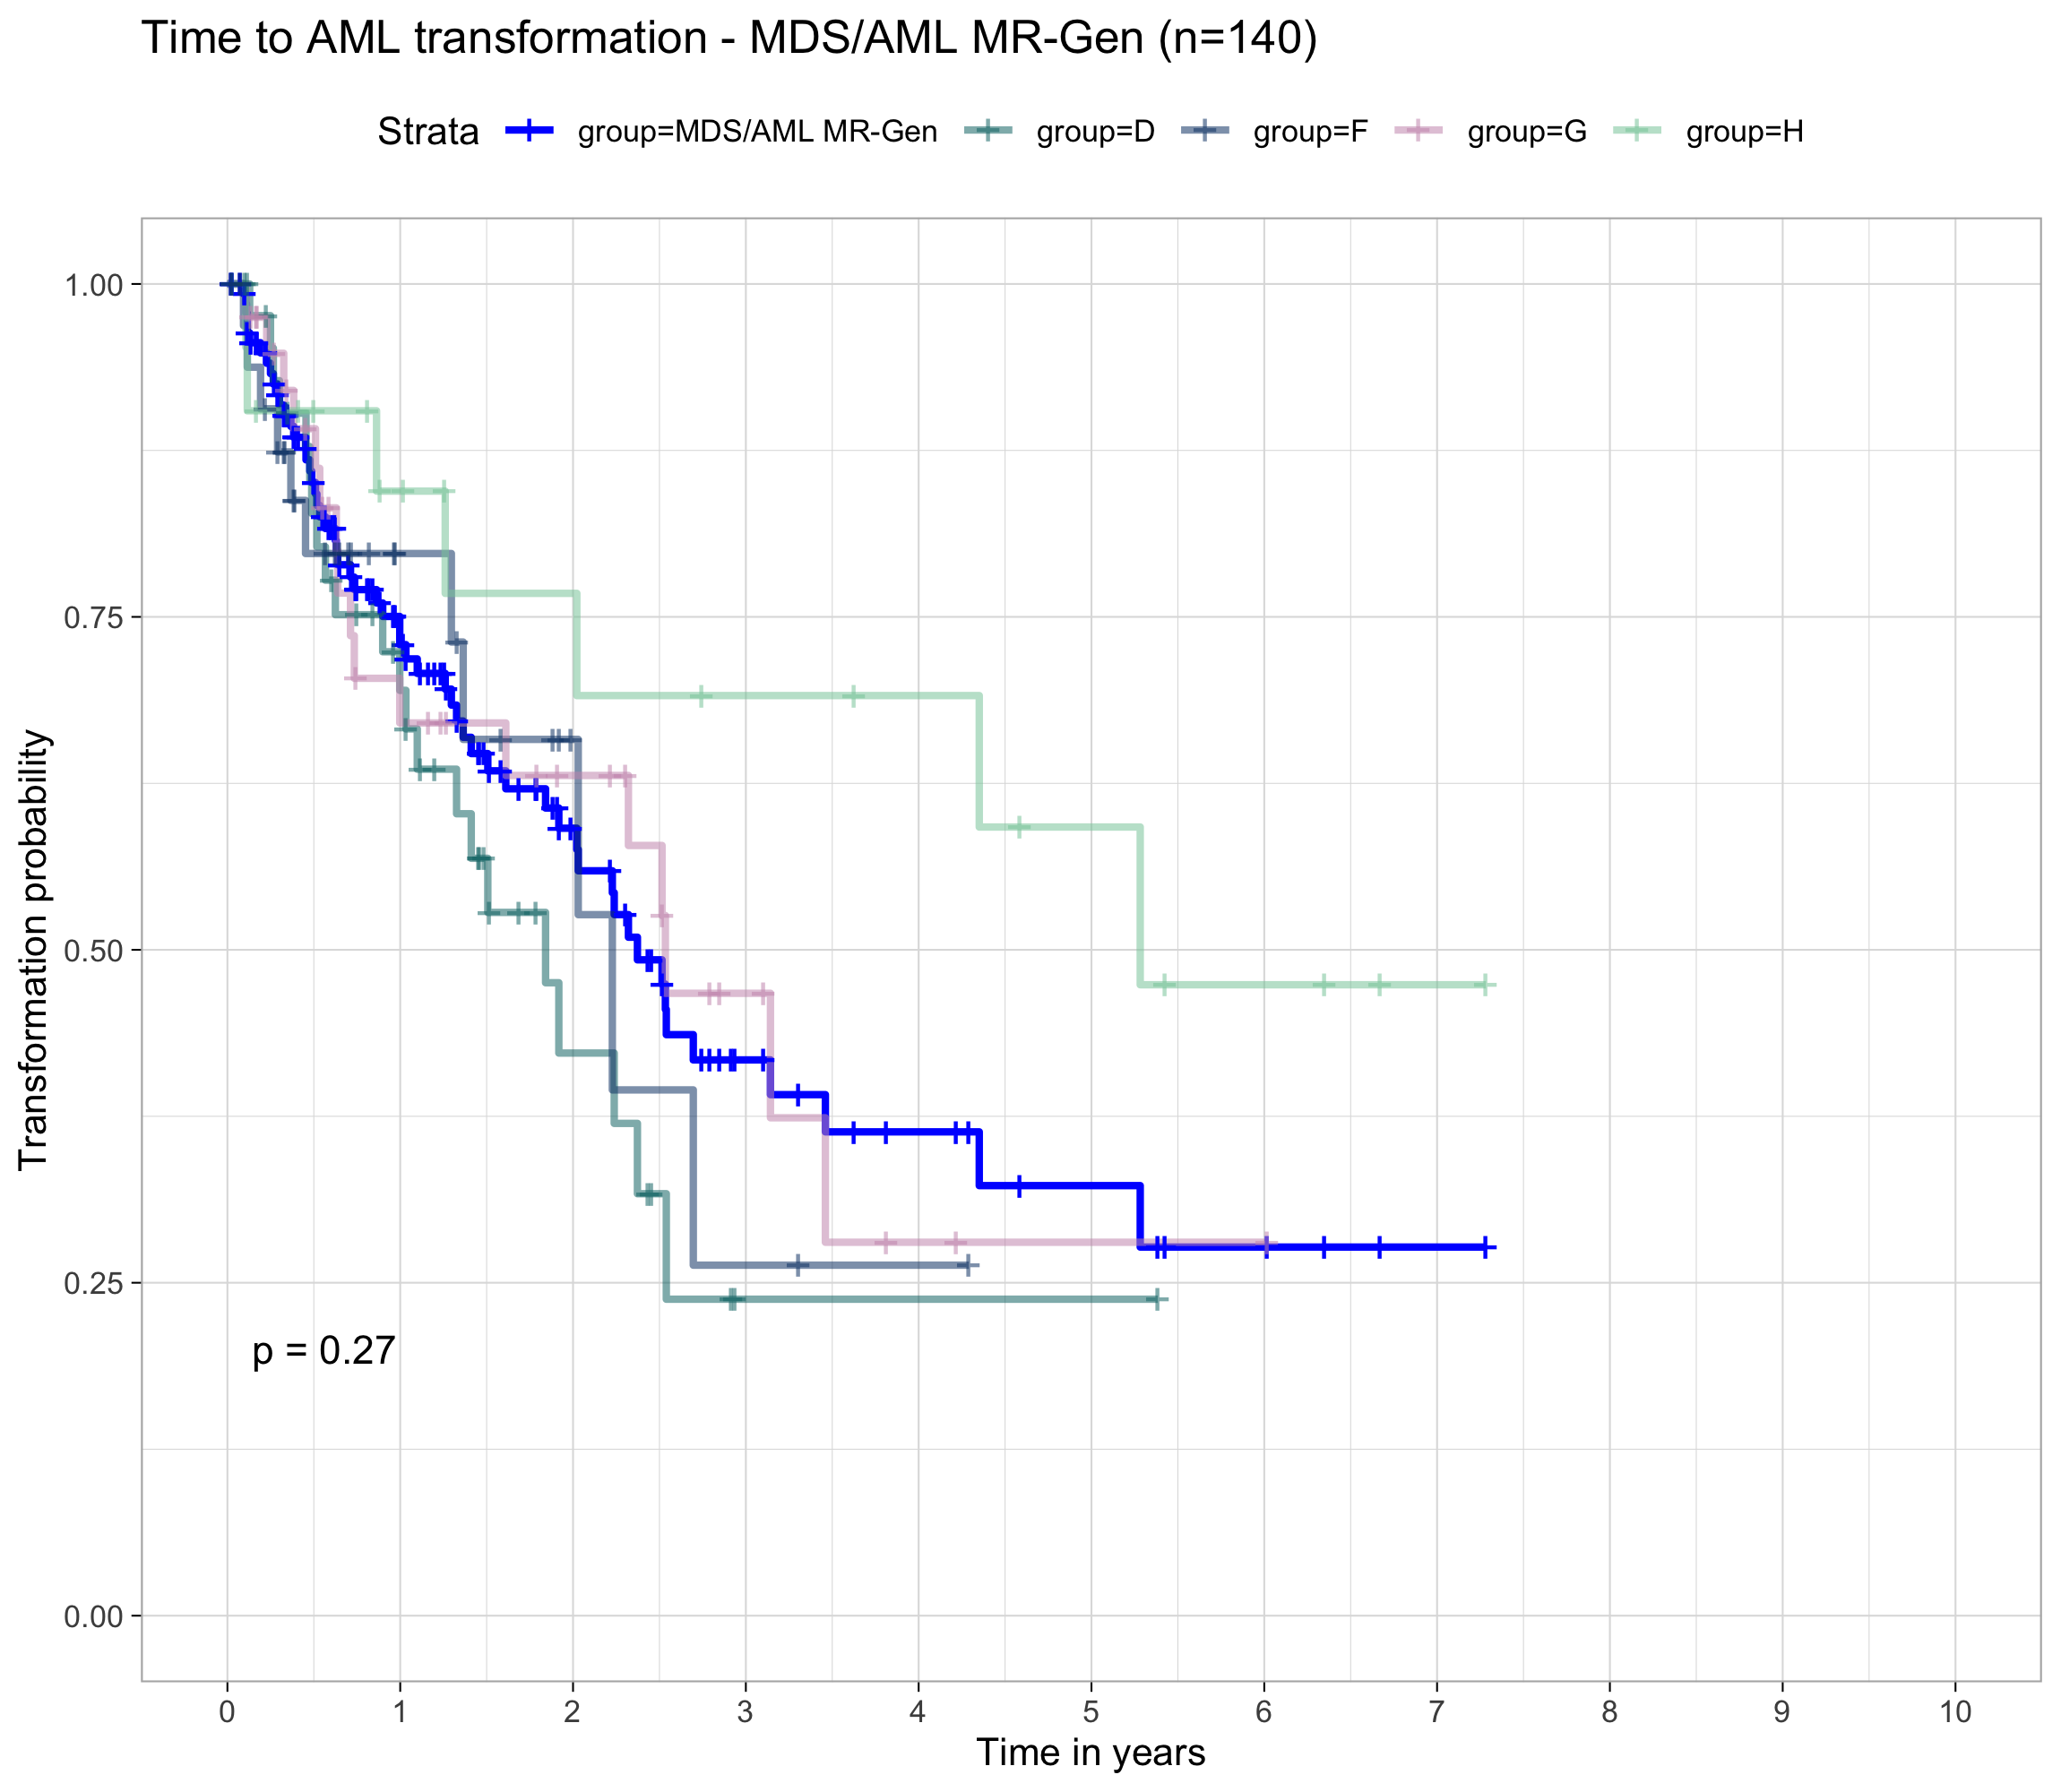 Time to AML transformation - MDS/AML MR-Gen (n=140)
Strata group=MDS/AML MR-Gen group=D group=F group=G group=H
Transformation probability
1.00
0.75
0.50
0.25
0.00
p = 0.27
0 1 2 3 4 5 6 7 8 9 10
Time in years